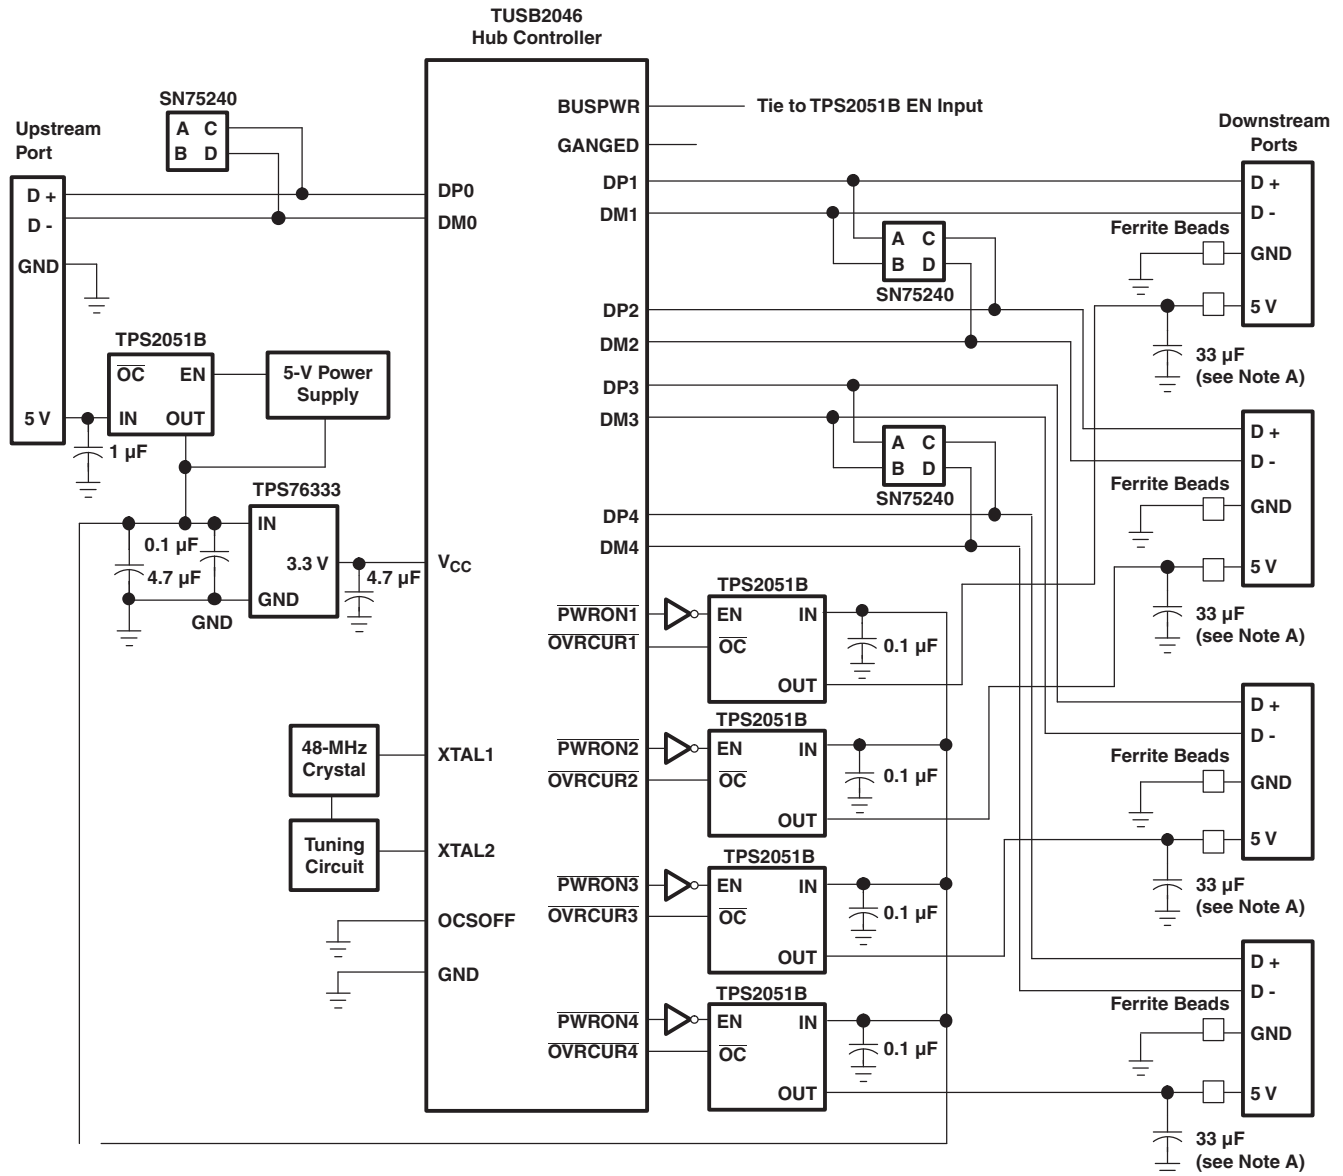 TUSB2046
Hub Controller
SN75240
A C
B D
Upstream
Port
D +
D -
GND
5 V
TPS2051B
OC EN
IN OUT
5-V Power
Supply
1 µF
TPS76333
IN
3.3 V
GND
0.1 µF
4.7 µF
GND
4.7 µF
48-MHz
Crystal
Tuning
Circuit
DP0
DM0
VCC
XTAL1
XTAL2
OCSOFF
GND
BUSPWR
Tie to TPS2051B EN Input
GANGED
DP1
DM1
DP2
DM2
DP3
DM3
DP4
DM4
PWRON1
OVRCUR1
PWRON2
OVRCUR2
PWRON3
OVRCUR3
PWRON4
OVRCUR4
A C
B D
SN75240
A C
B D
SN75240
TPS2051B
EN IN
OC
OUT
0.1 µF
TPS2051B
EN IN
OC
OUT
0.1 µF
TPS2051B
EN IN
OC
OUT
0.1 µF
TPS2051B
EN IN
OC
OUT
0.1 µF
Downstream
Ports
D +
D -
Ferrite Beads
GND
5 V
33 µF
(see Note A)
D +
D -
Ferrite Beads
GND
5 V
33 µF
(see Note A)
D +
D -
Ferrite Beads
GND
5 V
33 µF
(see Note A)
D +
D -
Ferrite Beads
GND
5 V
33 µF
(see Note A)